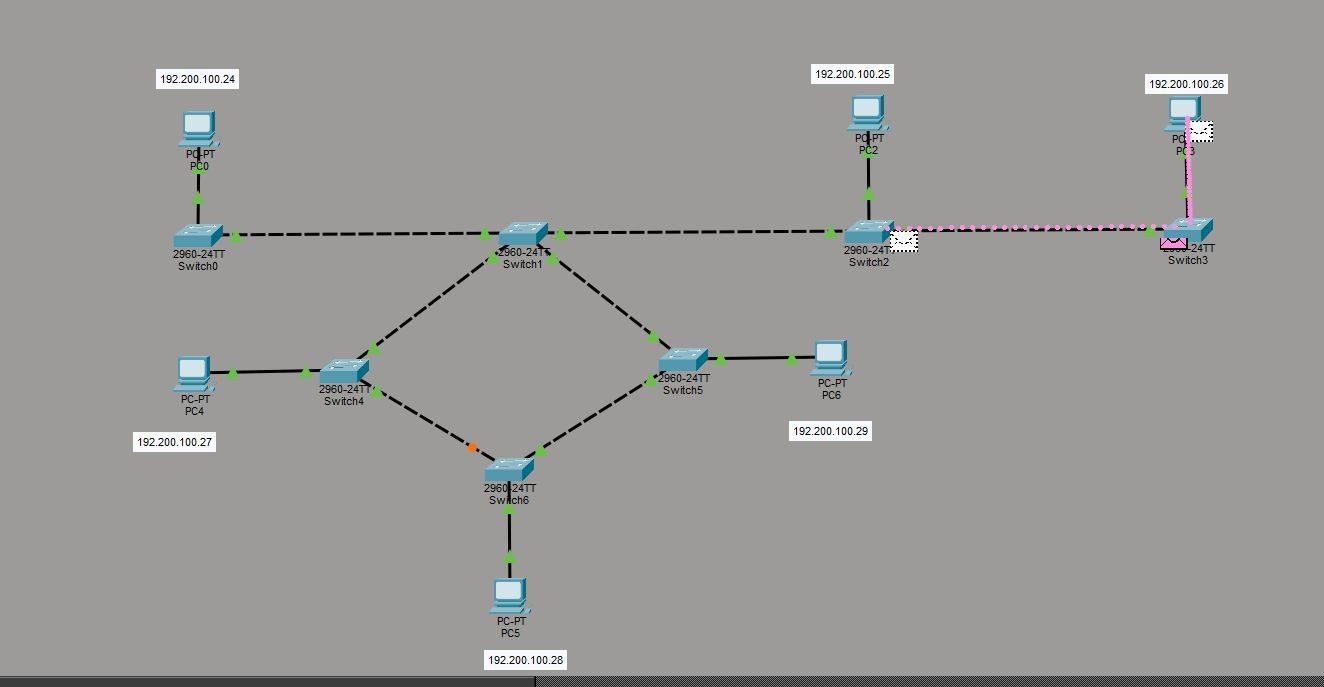 192.200.100.24
192.200.100.25
192.200.100.26
PC-PT
PC0
PC-PT
PC2
PC3
2960-24TT
Switch0
2960-24TT
Switch1
2960-24TT
Switch2
2960-24TT
Switch3
PC-PT
PC4
2960-24TT
Switch4
2960-24TT
Switch5
PC-PT
PC6
192.200.100.27
192.200.100.29
2960-24TT
Switch6
PC-PT
PC5
192.200.100.28